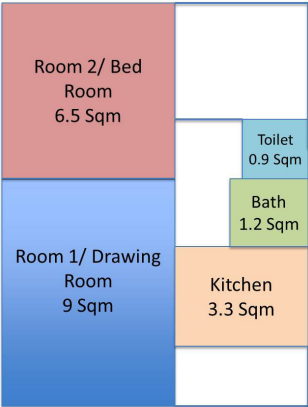 Room 2/ Bed
Room
6.5 Sqm
Toilet
0.9 Sqm
Bath
1.2 Sqm
Room 1/ Drawing
Room
9 Sqm
Kitchen
3.3 Sqm